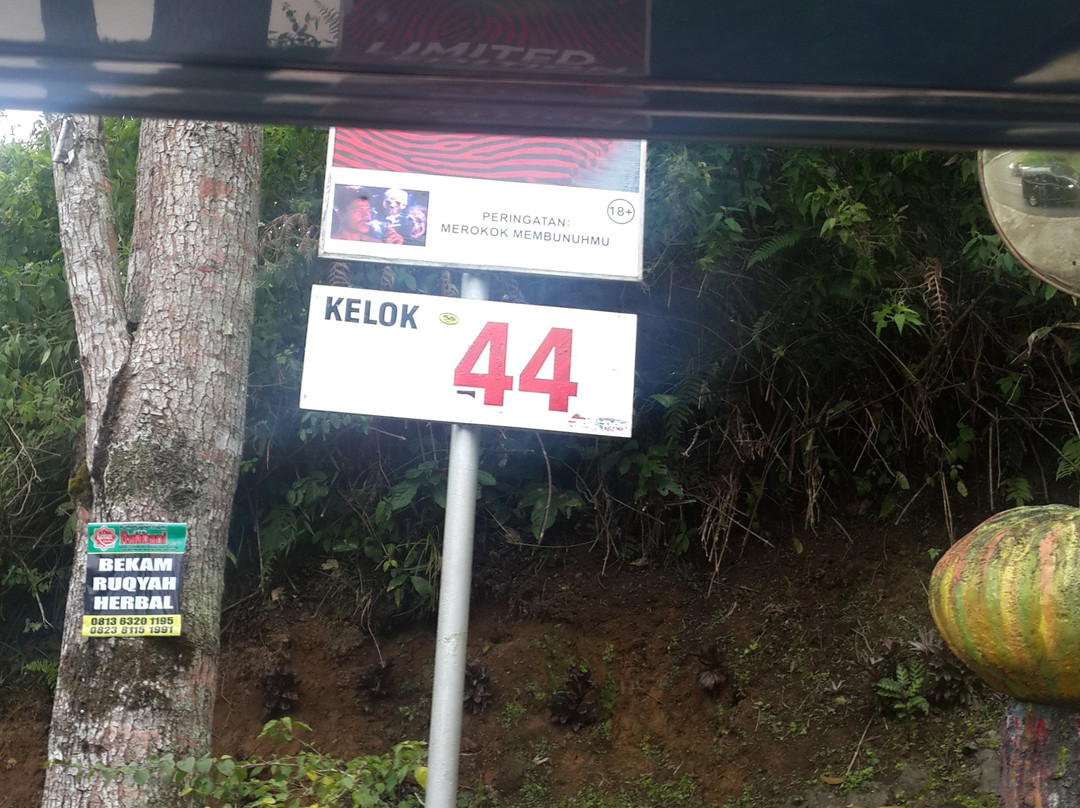 LIMITED
18+
PERINGATAN:
MEROKOK MEMBUNUHMU
KELOK
44
BEKAM
RUQYAH
HERBAL
0813 6320 1195
0823 8115 1991